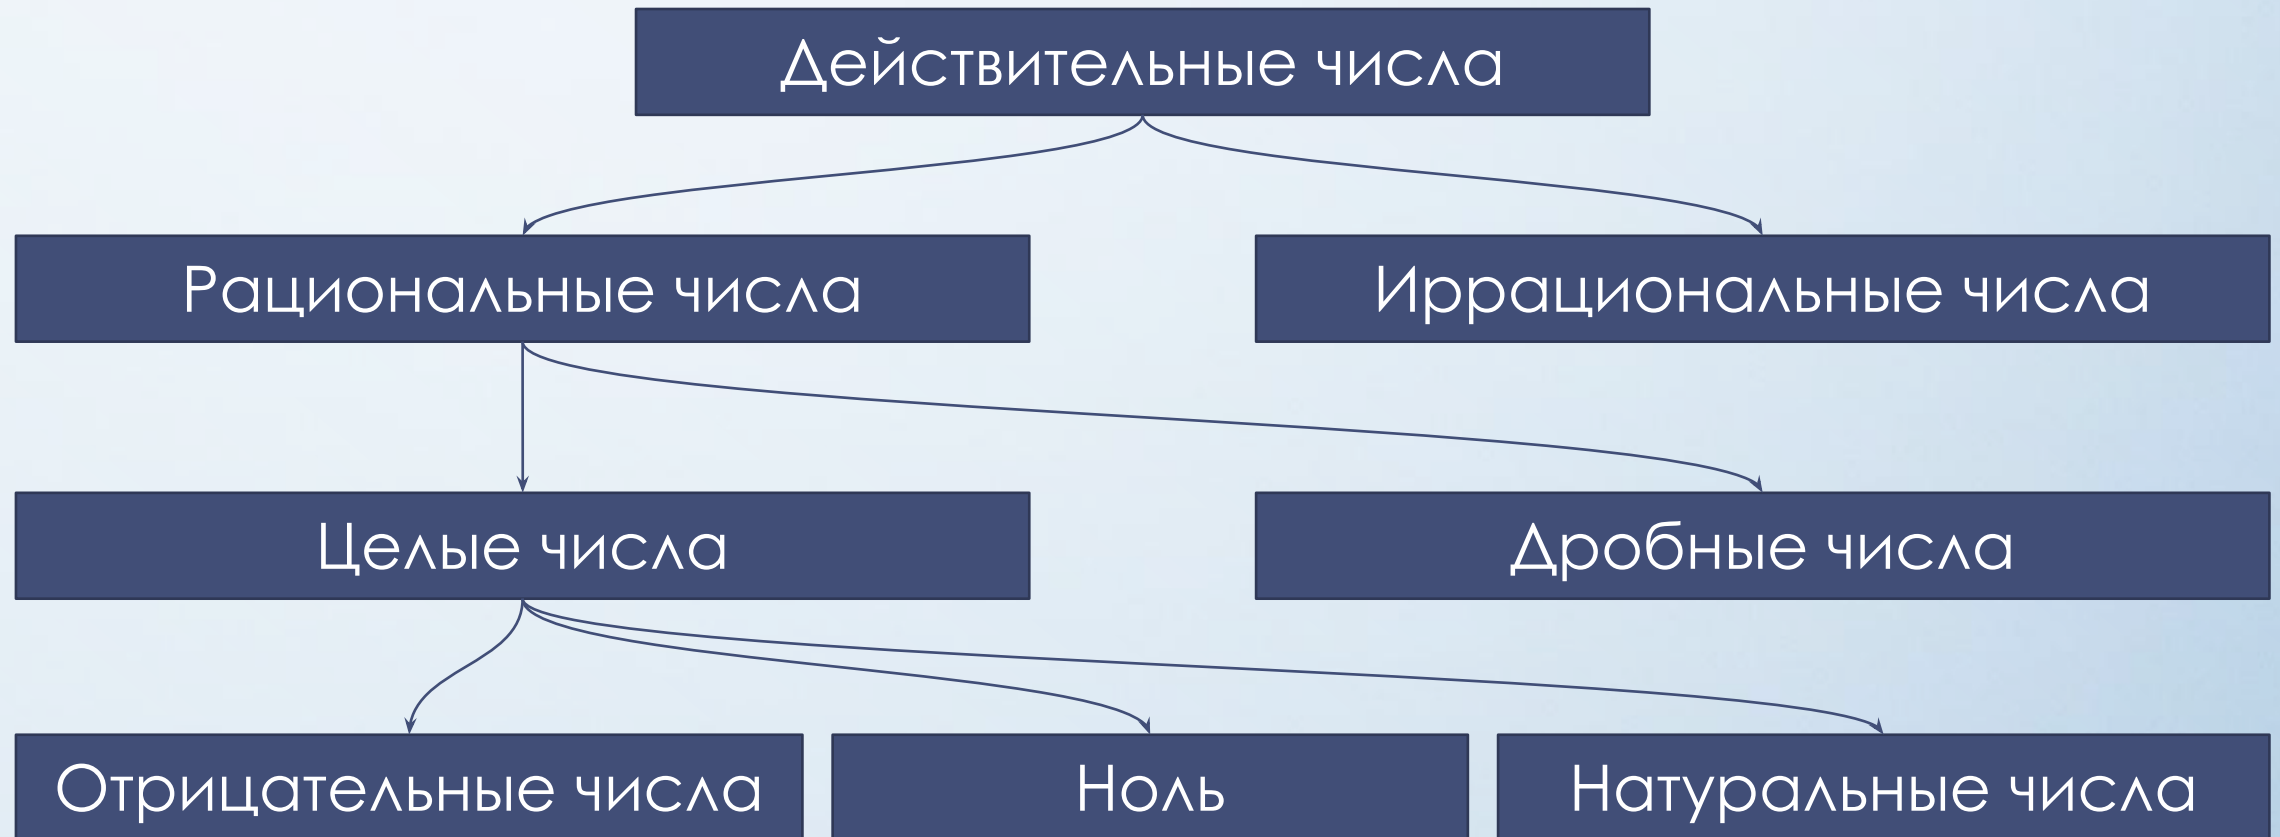 Действительные числа
Рациональные числа
Иррациональные числа
Целые числа
Дробные числа
Отрицательные числа
Ноль
Натуральные числа